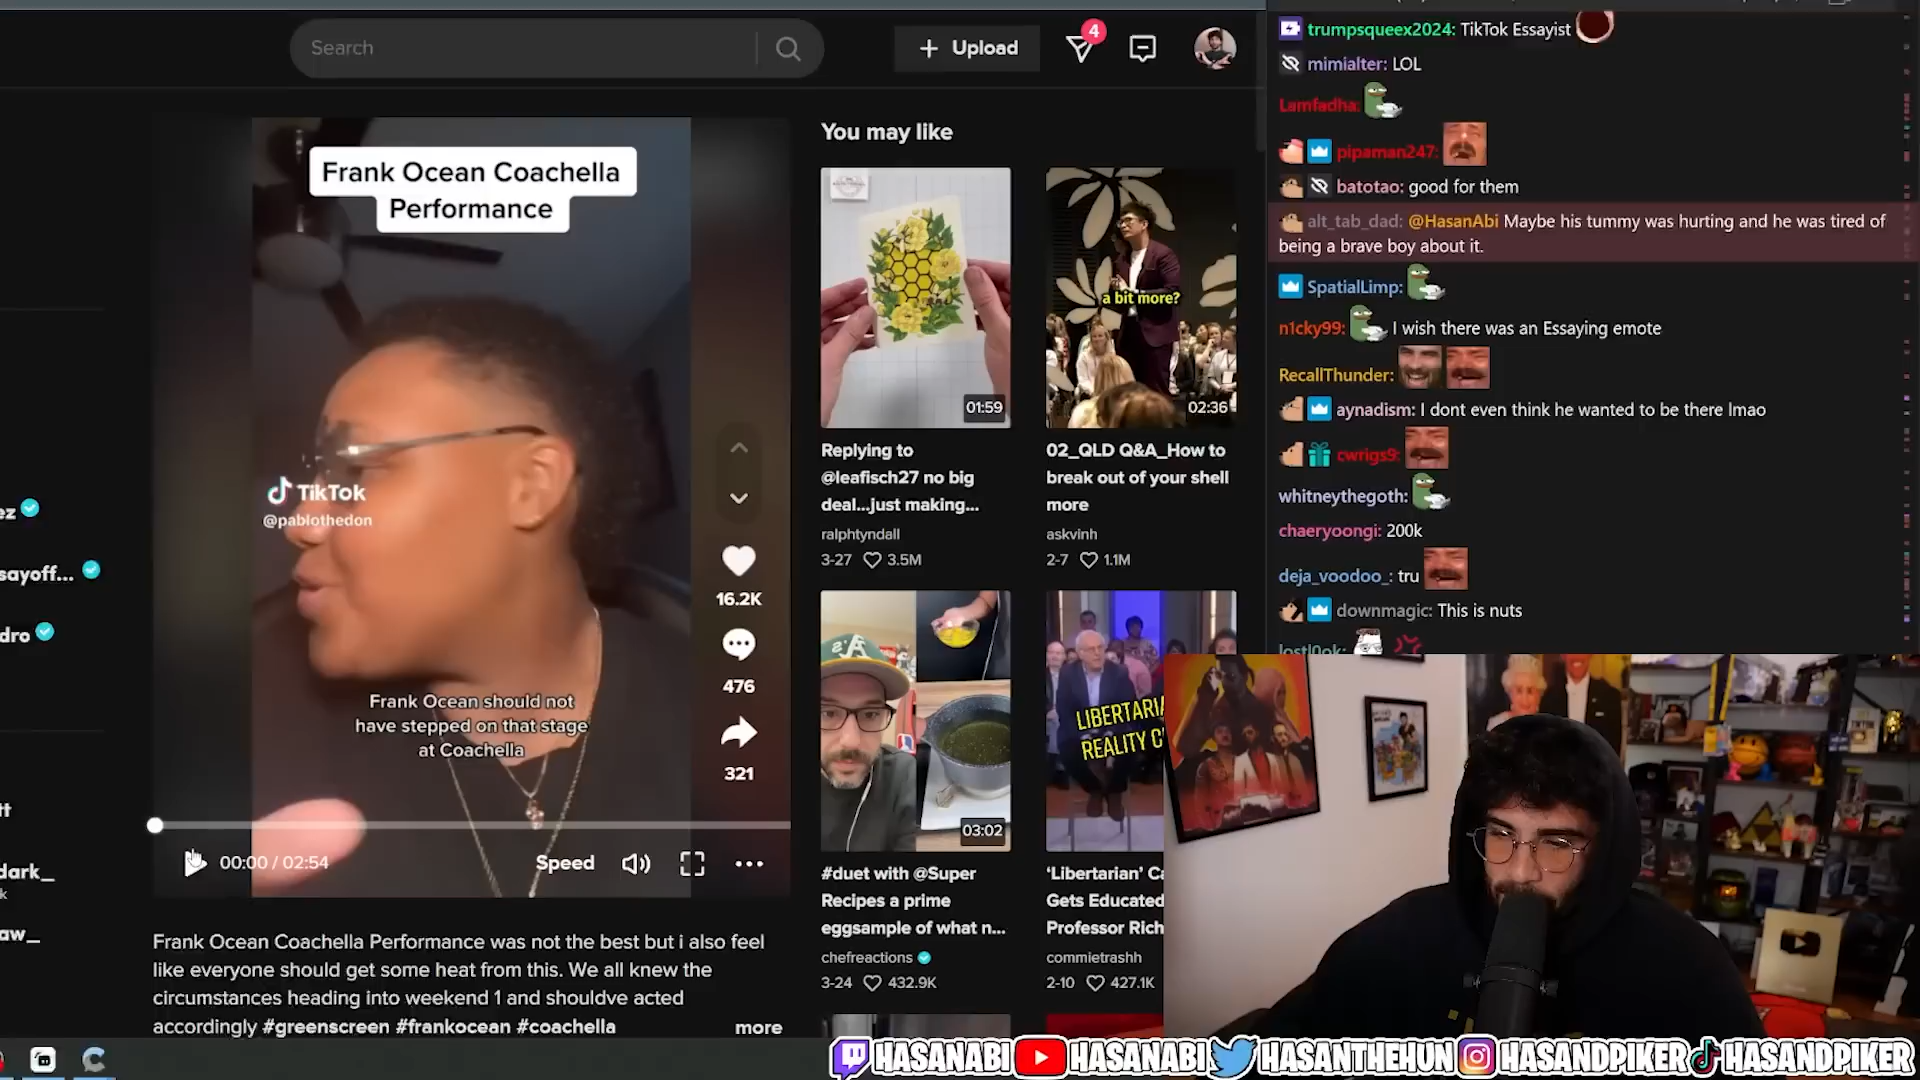 Search
Upload
4
Frank Ocean Coachella
Performance
TikTok
@pablothedon
Frank Ocean should not
have stepped on that stage
at Coachella
16.2K
476
321
00:00 / 02:54
Speed
Frank Ocean Coachella Performance was not the best but i also feel
like everyone should get some heat from this. We all knew the
circumstances heading into weekend 1 and shouldve acted
accordingly #greenscreen #frankocean #coachella
more
ez
sayoff...
dro
tt
dark_
k
aw_
You may like
01:59
Replying to
@leafisch27 no big
deal...just making...
ralphtyndall
3-27 3.5M
a bit more?
02:36
02_QLD Q&A_How to
break out of your shell
more
askvinh
2-7 1.1M
03:02
#duet with @Super
Recipes a prime
eggsample of what n...
chefreactions
3-24 432.9K
LIBERTARIA
REALITY C
‘Libertarian’ Ca
Gets Educated
Professor Rich
commietrashh
2-10 427.1K
trumpsqueex2024: TikTok Essayist
mimialter: LOL
Lamfadha:
pipaman247:
batotao: good for them
alt_tab_dad: @HasanAbi Maybe his tummy was hurting and he was tired of
being a brave boy about it.
SpatialLimp:
n1cky99: I wish there was an Essaying emote
RecallThunder:
aynadism: I dont even think he wanted to be there lmao
cwrigs9:
whitneythegoth:
chaeryoongi: 200k
deja_voodoo_: tru
downmagic: This is nuts
lostl0ok:
HASANABI HASANABI HASANTHEHUN HASANDPIKER HASANDPIKER